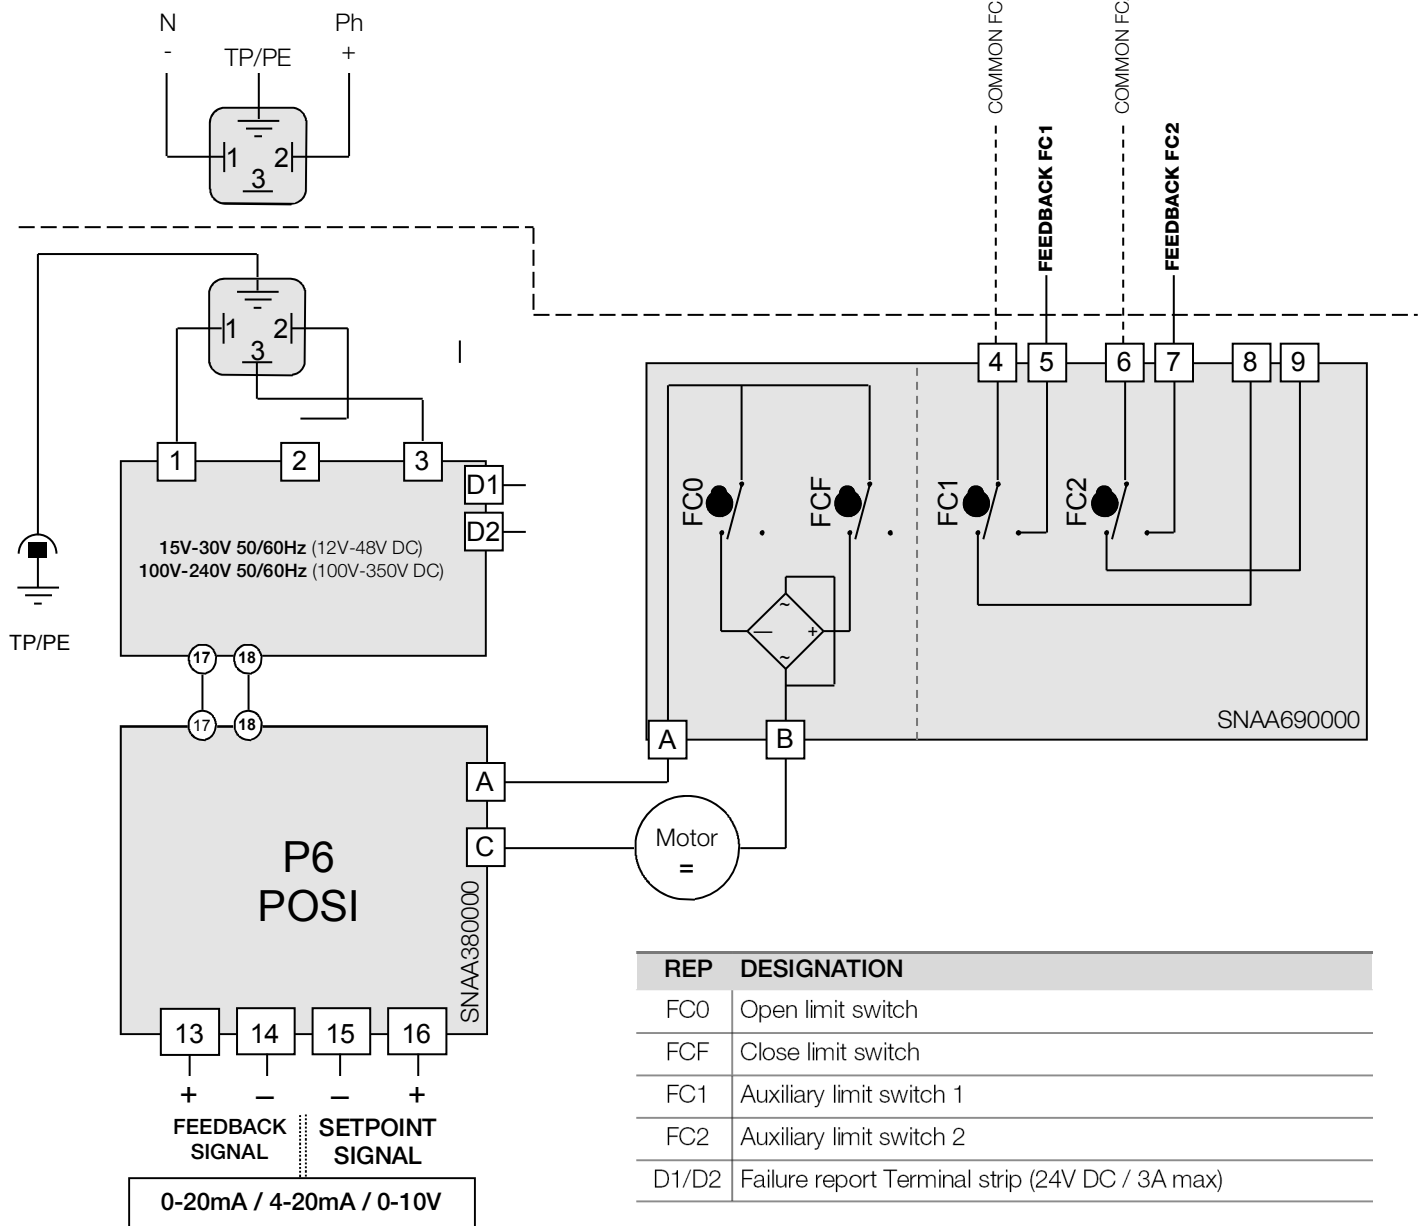 N
-
TP/PE
Ph
+
1
2
3
COMMON FC
FEEDBACK FC1
COMMON FC
FEEDBACK FC2
1
2
3
4
5
6
7
8
9
1
2
3
D1
D2
15V-30V 50/60Hz (12V-48V DC)
100V-240V 50/60Hz (100V-350V DC)
TP/PE
FC0
FCF
FC1
FC2
~
—
+
~
SNAA690000
17
18
17
18
A
B
A
C
Motor
=
P6
POSI
SNAA380000
13
14
15
16
+
–
–
+
FEEDBACK
SIGNAL
SETPOINT
SIGNAL
0-20mA / 4-20mA / 0-10V
REP DESIGNATION
FC0 Open limit switch
FCF Close limit switch
FC1 Auxiliary limit switch 1
FC2 Auxiliary limit switch 2
D1/D2 Failure report Terminal strip (24V DC / 3A max)